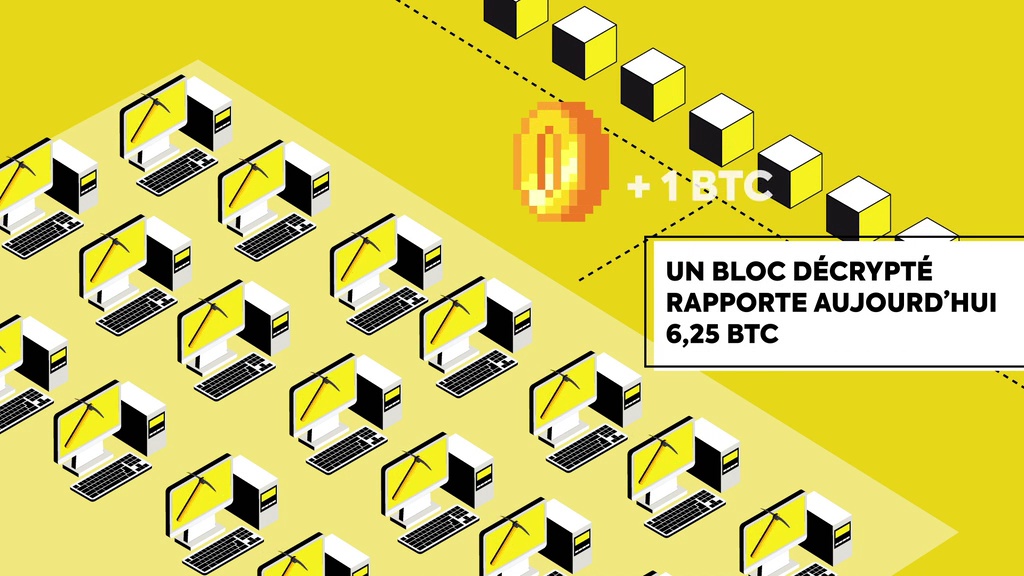 + 1 BTC
UN BLOC DÉCRYPTÉ
RAPPORTE AUJOURD’HUI
6,25 BTC